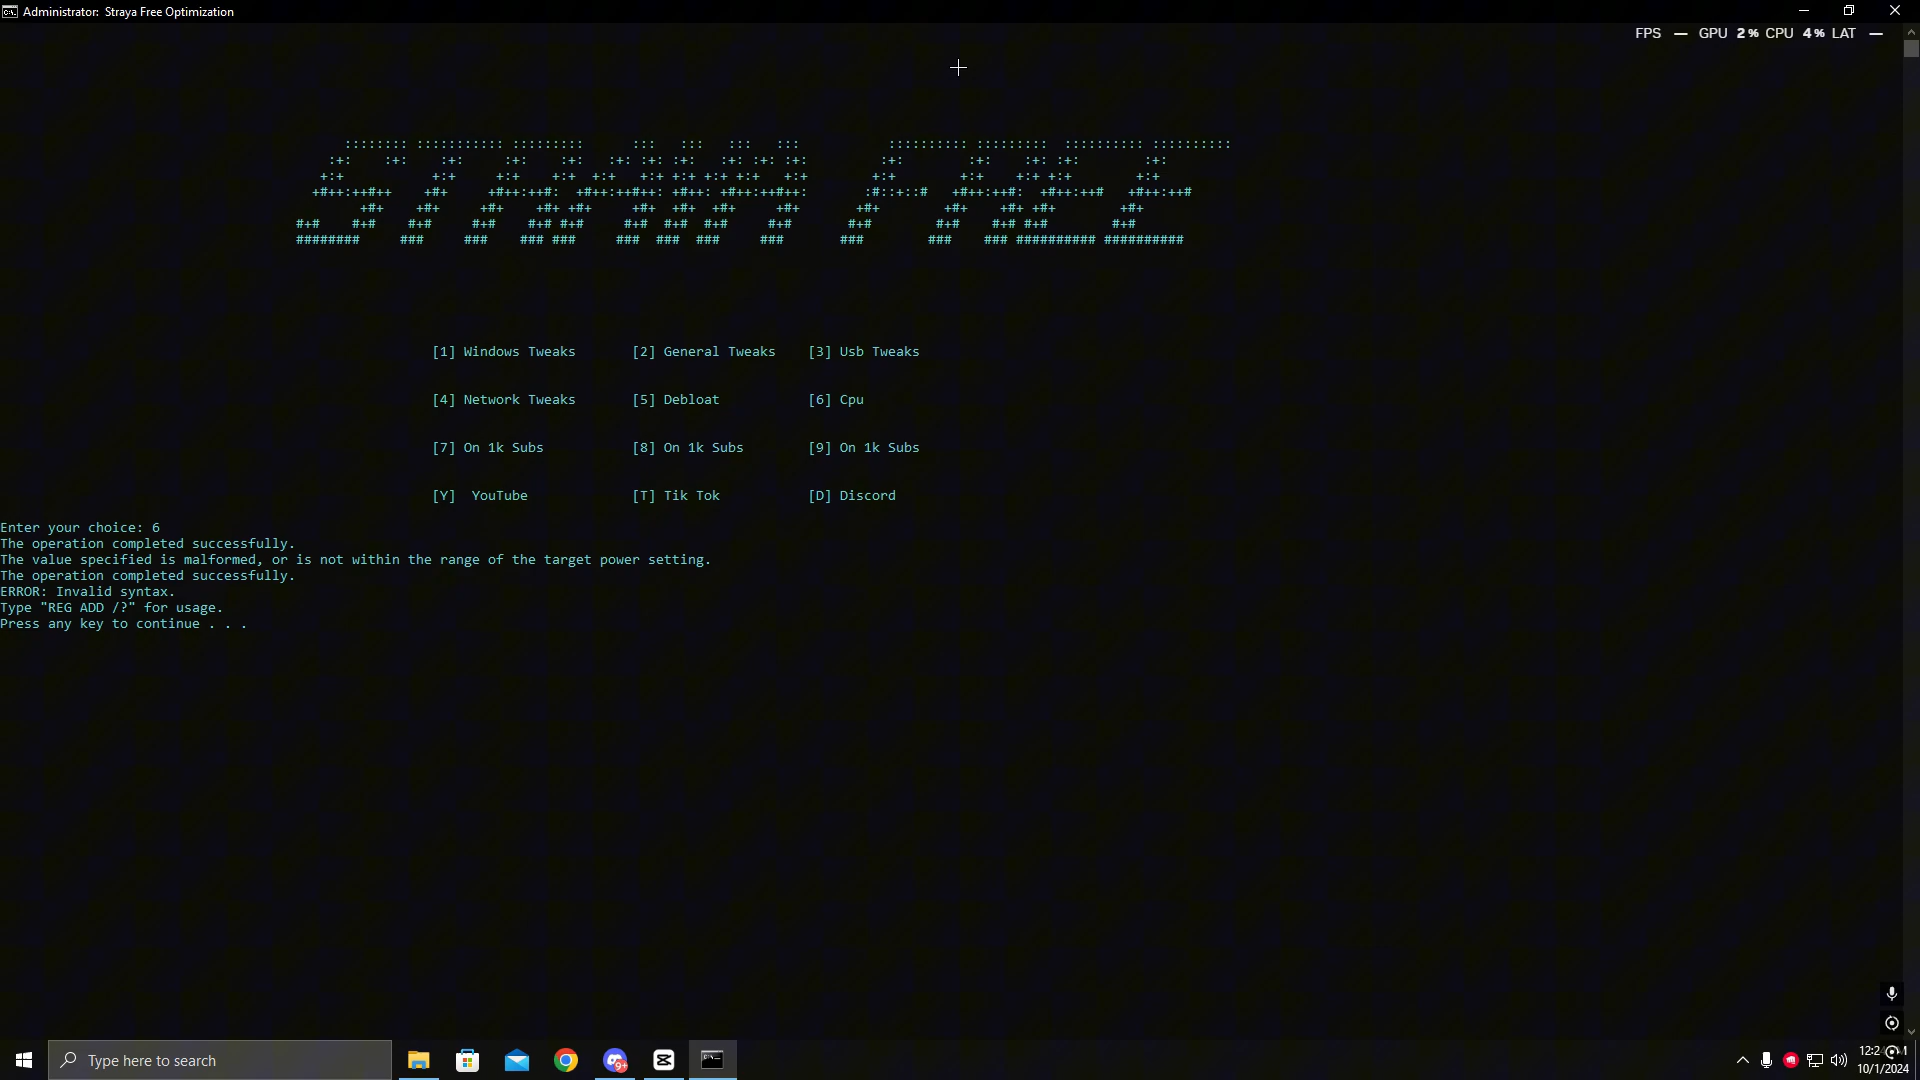 Administrator: Straya Free Optimization
FPS — GPU 2% CPU 4% LAT —
[1] Windows Tweaks [2] General Tweaks [3] Usb Tweaks
[4] Network Tweaks [5] Debloat [6] Cpu
[7] On 1k Subs [8] On 1k Subs [9] On 1k Subs
[Y] YouTube [T] Tik Tok [D] Discord
Enter your choice: 6
The operation completed successfully.
The value specified is malformed, or is not within the range of the target power setting.
The operation completed successfully.
ERROR: Invalid syntax.
Type "REG ADD /?" for usage.
Press any key to continue . . .
Type here to search
9+
10/1/2024